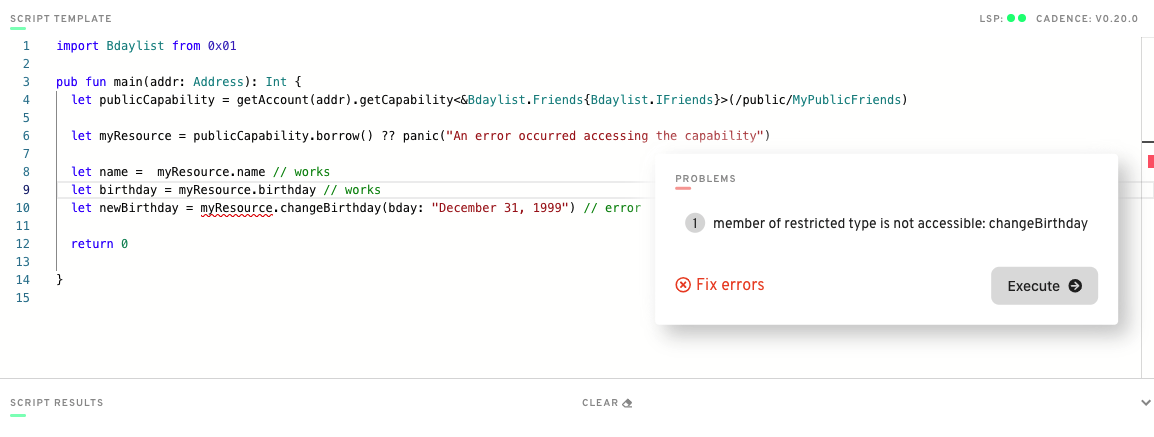 SCRIPT TEMPLATE
LSP: CADENCE: V0.20.0
1 import Bdaylist from 0x01
2
3 pub fun main(addr: Address): Int {
4 let publicCapability = getAccount(addr).getCapability<&Bdaylist.Friends{Bdaylist.IFriends}>(/public/MyPublicFriends)
5
6 let myResource = publicCapability.borrow() ?? panic("An error occurred accessing the capability")
7
8 let name =  myResource.name // works
9 let birthday = myResource.birthday // works
10 let newBirthday = myResource.changeBirthday(bday: "December 31, 1999") // error
11
12 return 0
13
14 }
15
PROBLEMS
1 member of restricted type is not accessible: changeBirthday
Fix errors
Execute
SCRIPT RESULTS
CLEAR